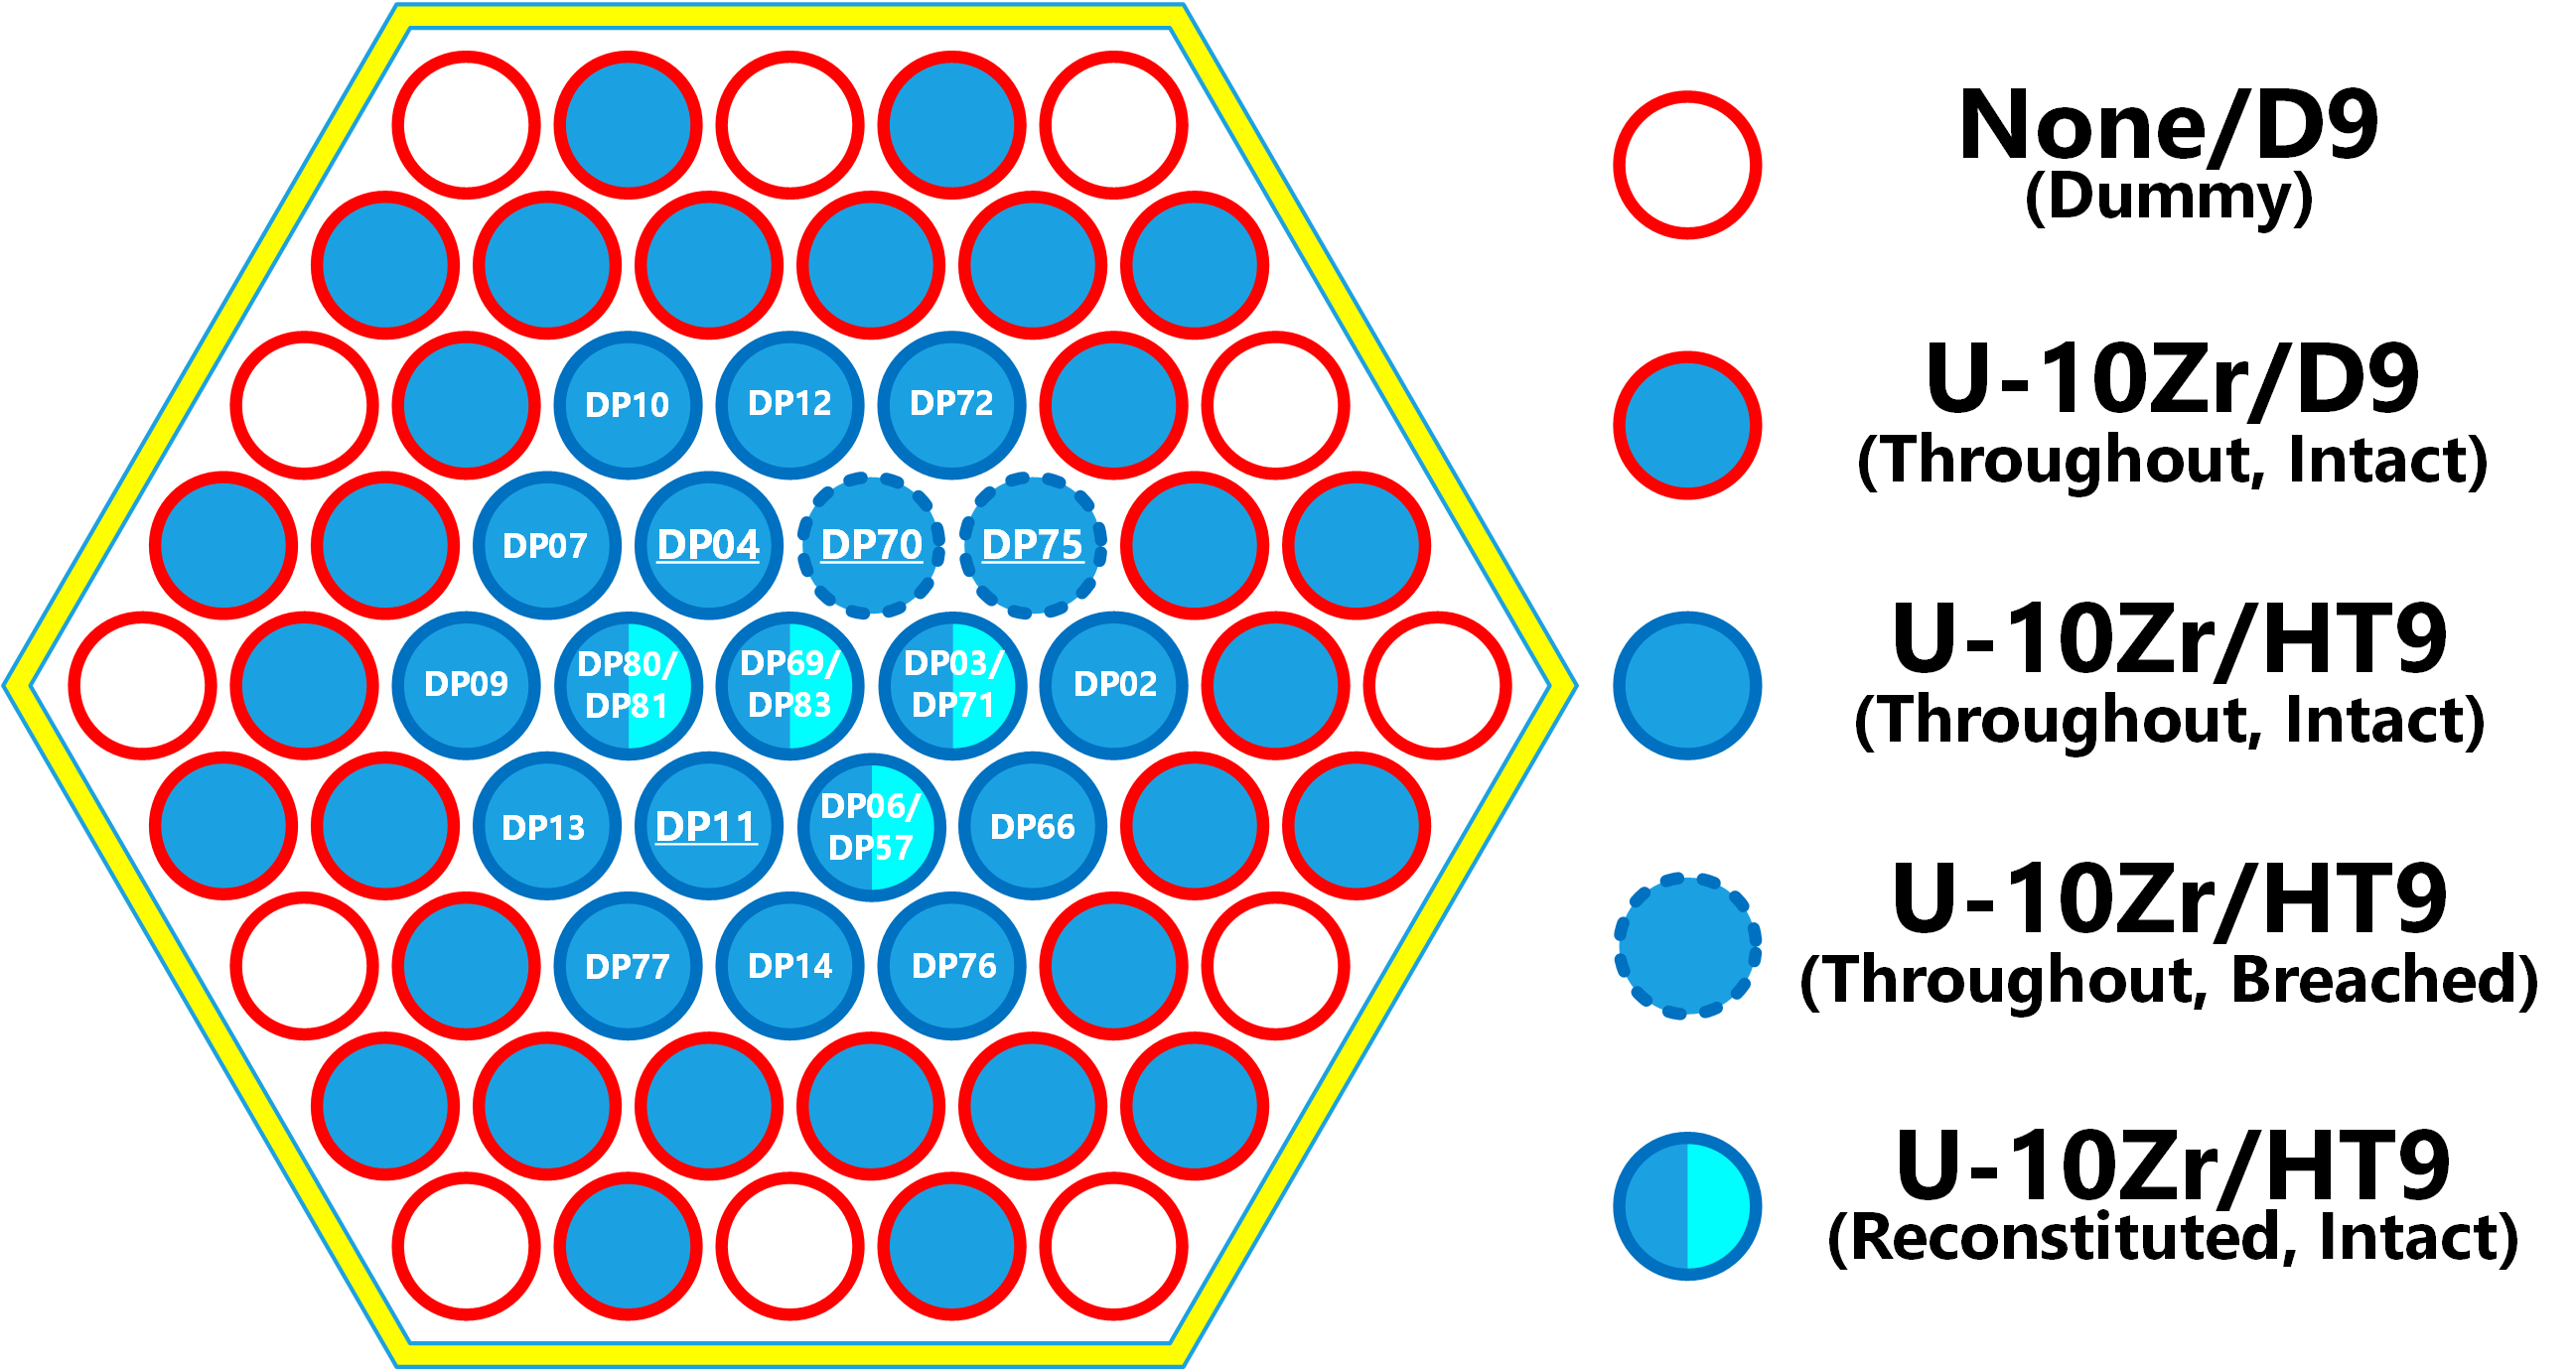 DP10
DP12
DP72
DP07
DP04
DP70
DP75
DP09
DP80/
DP81
DP69/
DP83
DP03/
DP71
DP02
DP13
DP11
DP06/
DP57
DP66
DP77
DP14
DP76
None/D9
(Dummy)
U-10Zr/D9
(Throughout, Intact)
U-10Zr/HT9
(Throughout, Intact)
U-10Zr/HT9
(Throughout, Breached)
U-10Zr/HT9
(Reconstituted, Intact)